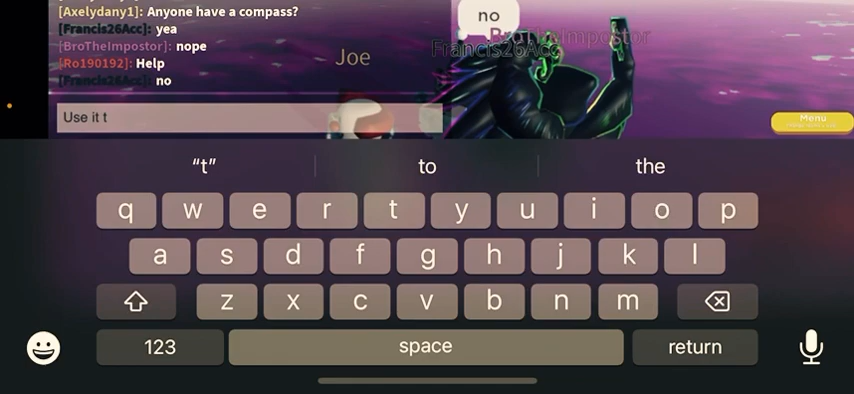 [Axelydany1]: Anyone have a compass?
[Francis26Acc]: yea
[BroTheImpostor]: nope
[Ro190192]: Help
[Francis26Acc]: no
no
BroTheImpostor
Francis26Acc
Joe
Use it t
Menu
“t” to the
q w e r t y u i o p
a s d f g h j k l
z x c v b n m
123 space return